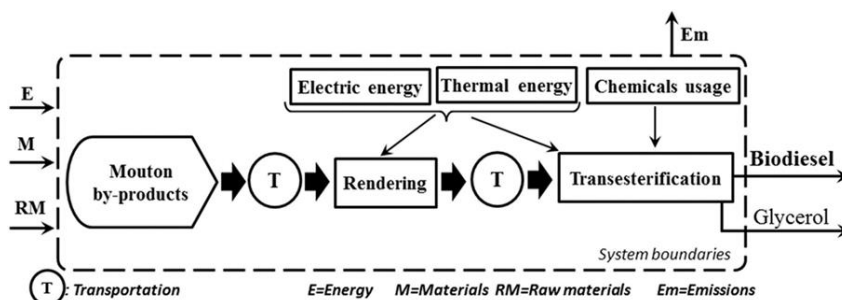 Em
E
Electric energy
Thermal energy
Chemicals usage
M
Mouton
by-products
T
Rendering
T
Transesterification
Biodiesel
RM
Glycerol
System boundaries
T : Transportation
E=Energy M=Materials RM=Raw materials Em=Emissions